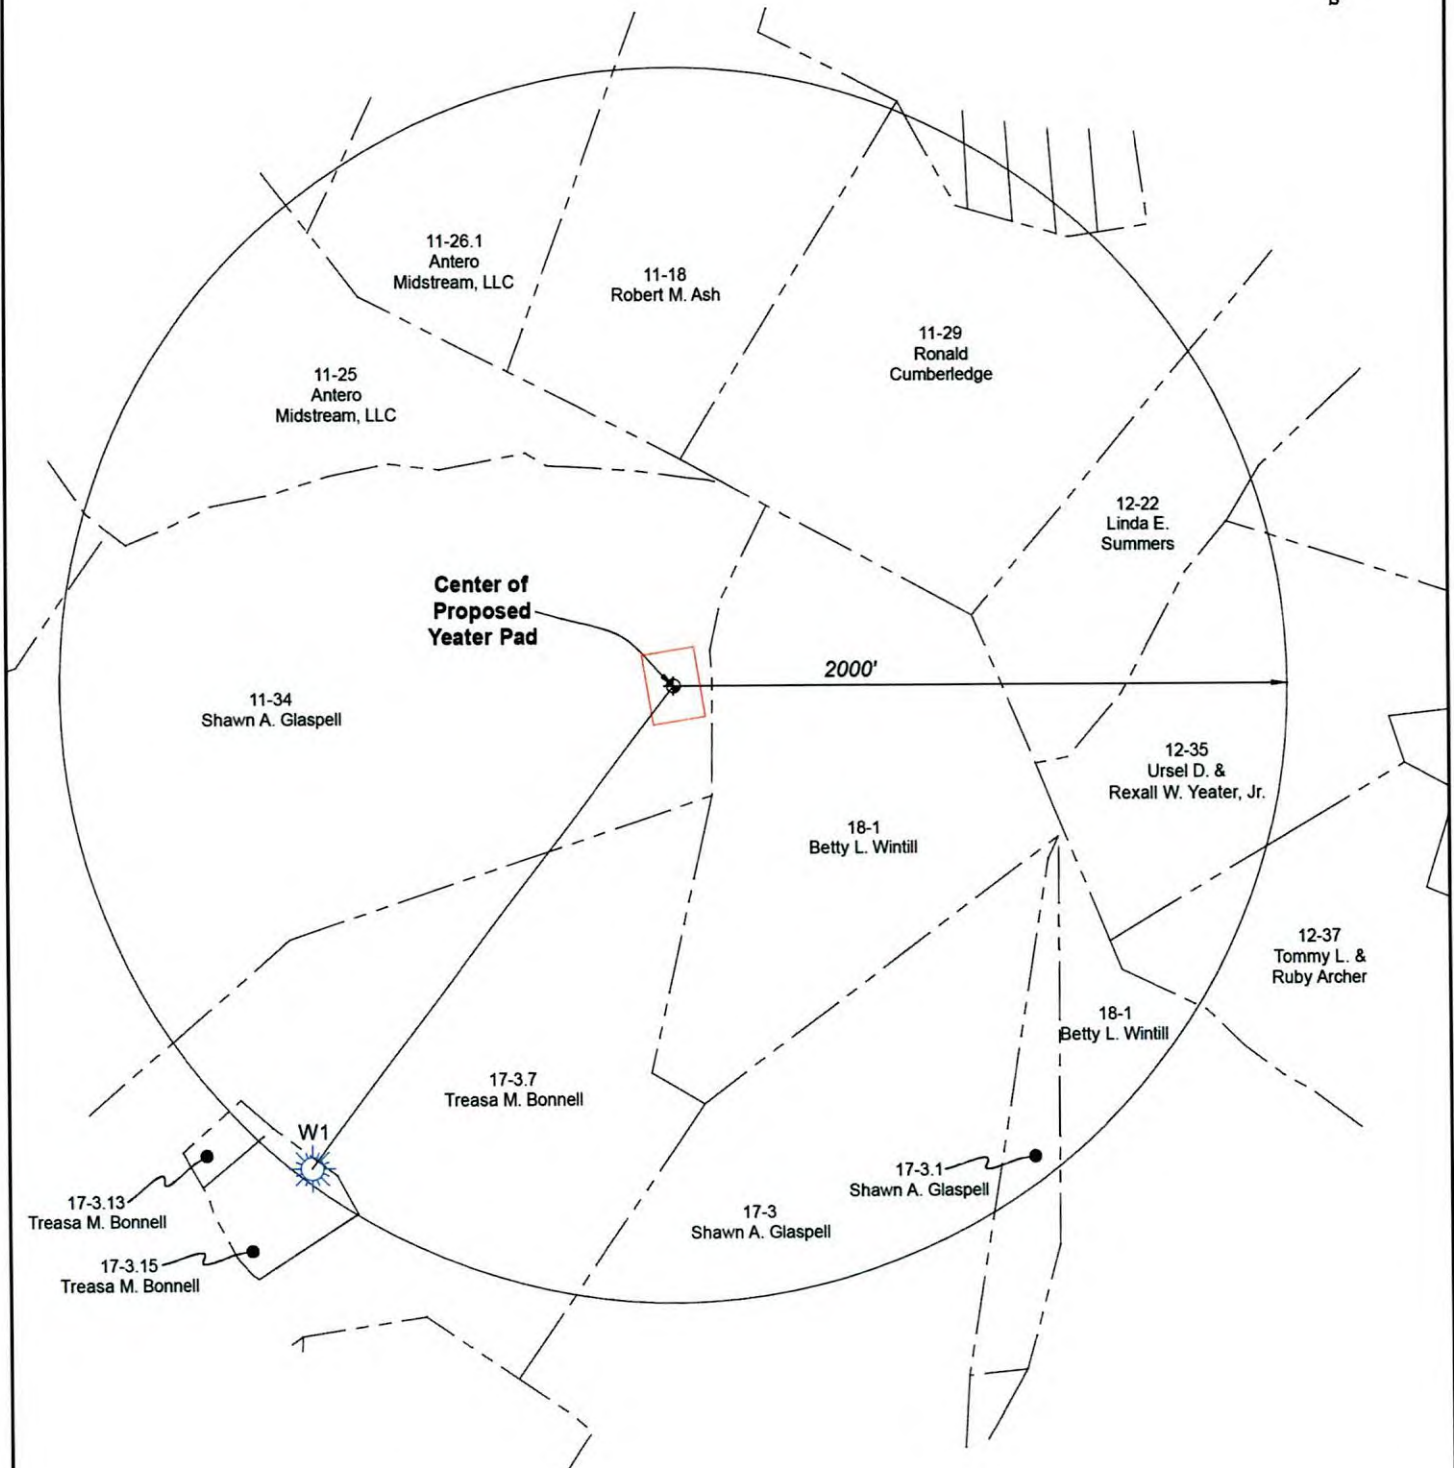 11-26.1
Antero
Midstream, LLC
11-18
Robert M. Ash
11-29
Ronald
Cumberledge
11-25
Antero
Midstream, LLC
12-22
Linda E.
Summers
Center of
Proposed
Yeater Pad
2000'
11-34
Shawn A. Glaspell
12-35
Ursel D. &
Rexall W. Yeater, Jr.
18-1
Betty L. Wintill
12-37
Tommy L. &
Ruby Archer
18-1
Betty L. Wintill
17-3.7
Treasa M. Bonnell
W1
17-3.1
Shawn A. Glaspell
17-3.13
Treasa M. Bonnell
17-3
Shawn A. Glaspell
17-3.15
Treasa M. Bonnell